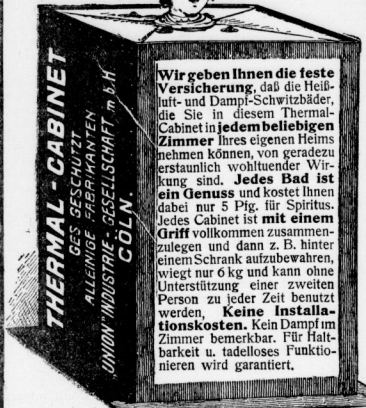 THERMAL-CABINET
GES GESCHÜTZT
ALLEINIGE FABRIKANTEN
„UNION" INDUSTRIE-GESELLSCHAFT m.b.H
CÖLN.
Wir geben Ihnen die feste
Versicherung, daß die Heiß-
luft- und Dampf-Schwitzbäder,
die Sie in diesem Thermal-
Cabinet in jedem beliebigen
Zimmer Ihres eigenen Heims
nehmen können, von geradezu
erstaunlich wohltuender Wir-
kung sind. Jedes Bad ist
ein Genuss und kostet Ihnen
dabei nur 5 Pfg. für Spiritus.
Jedes Cabinet ist mit einem
Griff vollkommen zusammen-
zulegen und dann z. B. hinter
einem Schrank aufzubewahren,
wiegt nur 6 kg und kann ohne
Unterstützung einer zweiten
Person zu jeder Zeit benutzt
werden, Keine Installa-
tionskosten. Kein Dampf im
Zimmer bemerkbar. Für Halt-
barkeit u. tadelloses Funktio-
nieren wird garantiert.